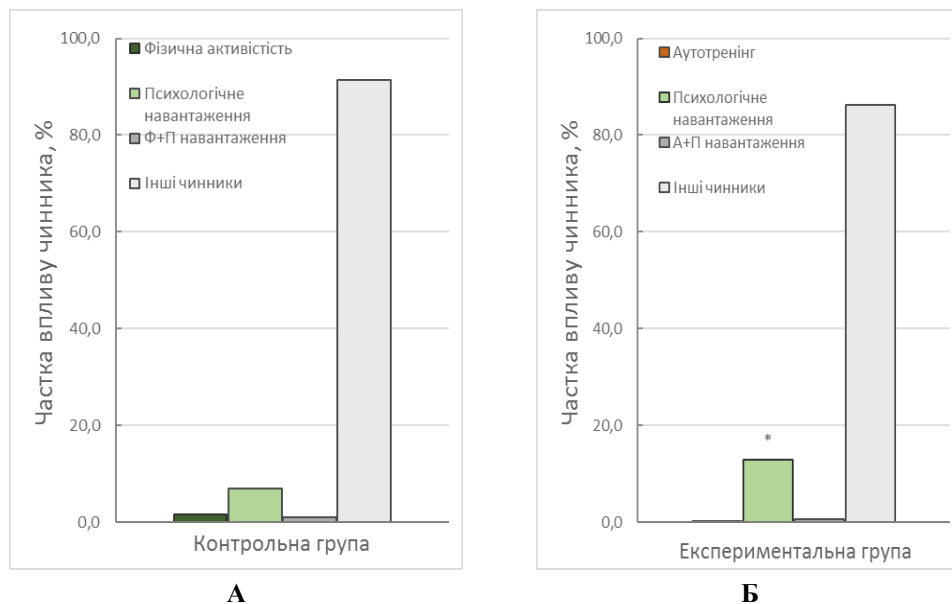 100,0
80,0
60,0
40,0
20,0
0,0
Частка впливу чинника, %
Фізична активістість
Психологічне
навантаження
Ф+П навантаження
Інші чинники
Контрольна група
А
100,0
80,0
60,0
40,0
20,0
0,0
Частка впливу чинника, %
Аутотренінг
Психологічне
навантаження
А+П навантаження
Інші чинники
*
Експериментальна група
Б